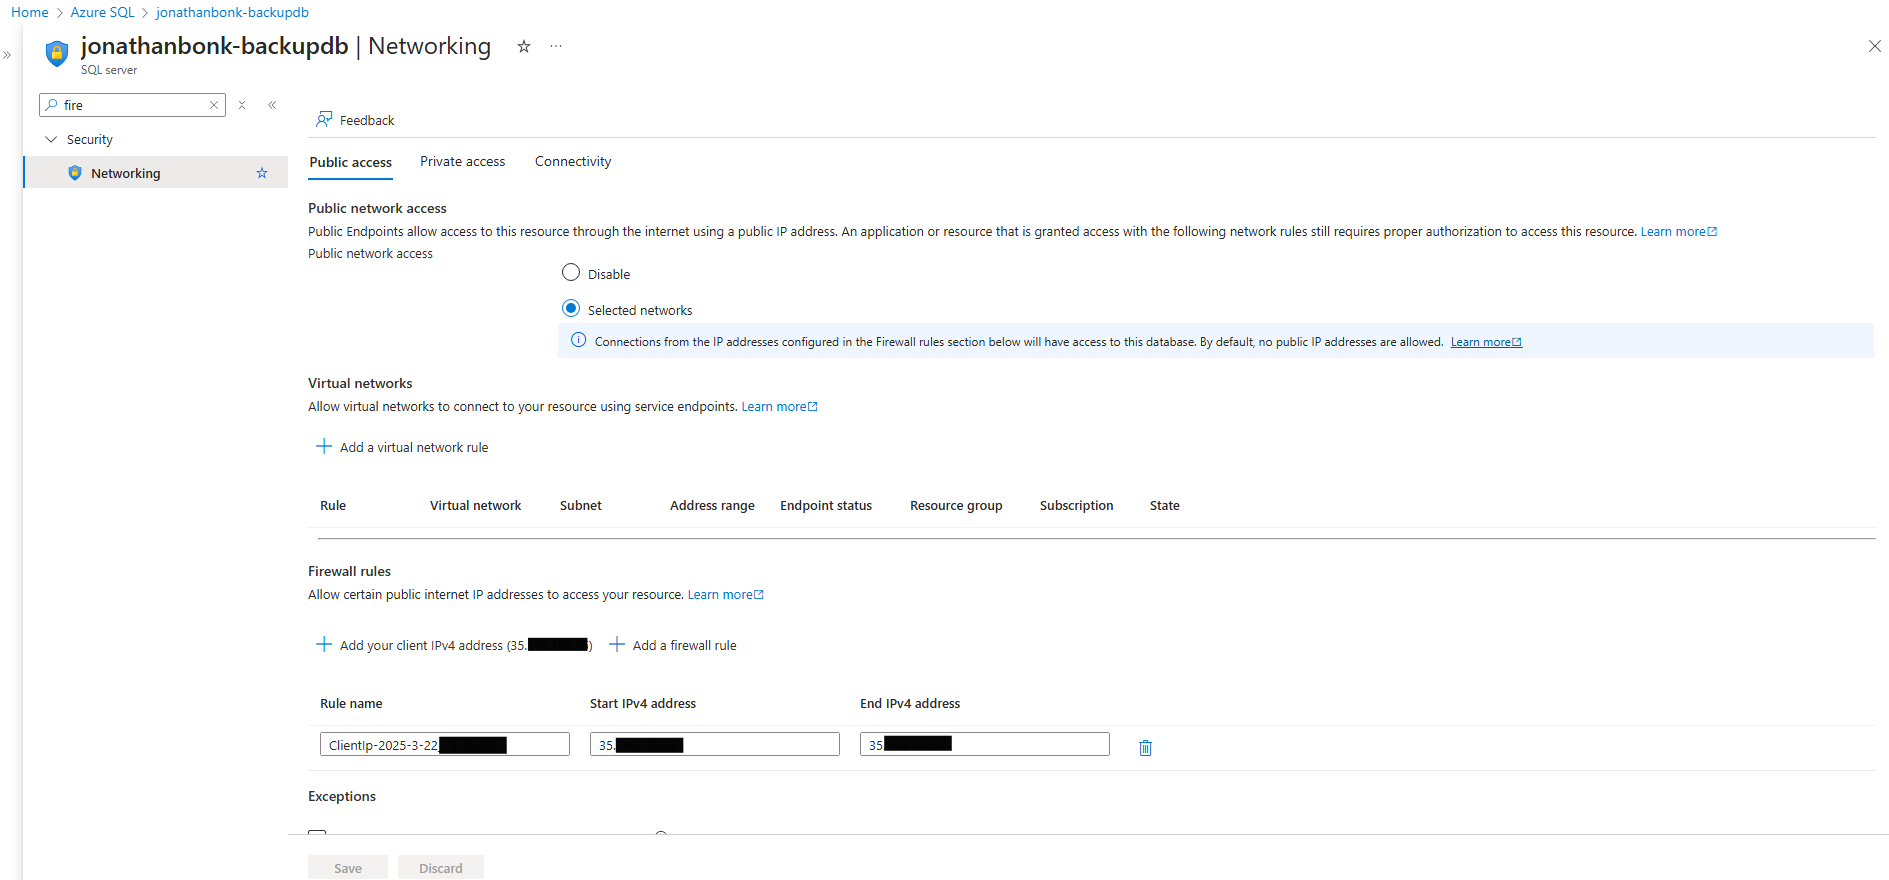 Home > Azure SQL > jonathanbonk-backupdb
jonathanbonk-backupdb | Networking
SQL server
fire
Security
Networking
Feedback
Public access Private access Connectivity
Public network access
Public Endpoints allow access to this resource through the internet using a public IP address. An application or resource that is granted access with the following network rules still requires proper authorization to access this resource. Learn more
Public network access
Disable
Selected networks
Connections from the IP addresses configured in the Firewall rules section below will have access to this database. By default, no public IP addresses are allowed. Learn more
Virtual networks
Allow virtual networks to connect to your resource using service endpoints. Learn more
Add a virtual network rule
Rule Virtual network Subnet Address range Endpoint status Resource group Subscription State
Firewall rules
Allow certain public internet IP addresses to access your resource. Learn more
Add your client IPv4 address (35. ) Add a firewall rule
Rule name Start IPv4 address End IPv4 address
ClientIp-2025-3-22 35. 35
Exceptions
Save Discard